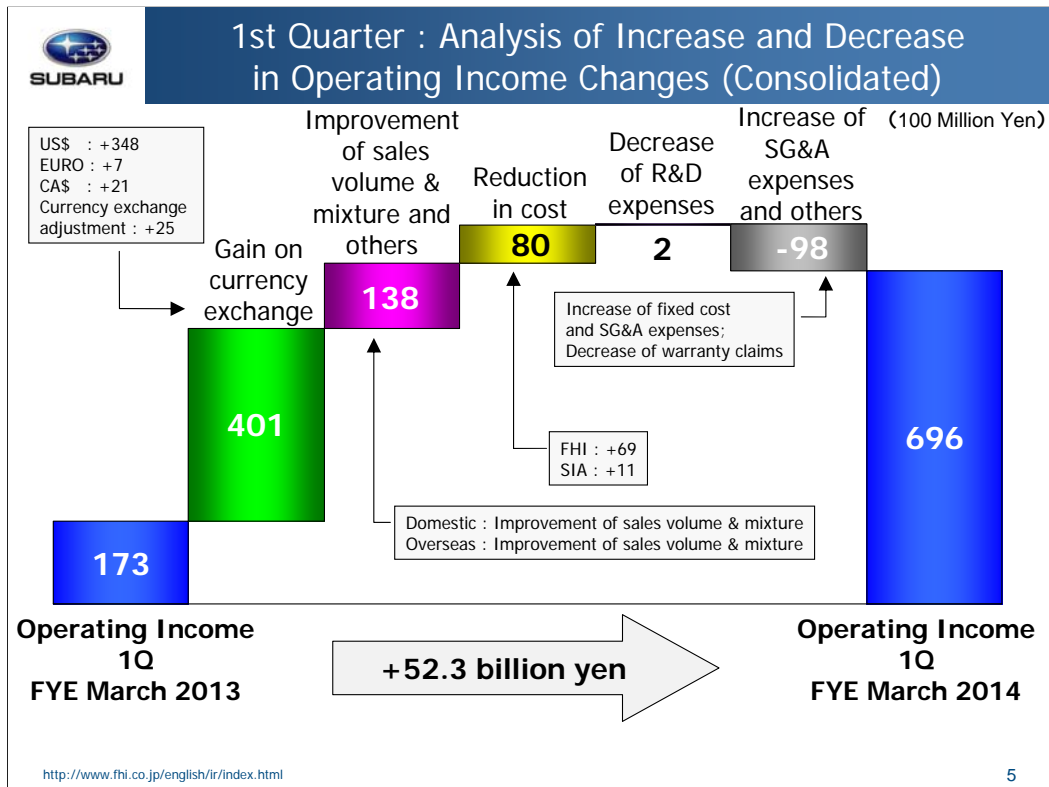 SUBARU
1st Quarter : Analysis of Increase and Decrease
in Operating Income Changes (Consolidated)
(100 Million Yen)
US$ : +348
EURO : +7
CA$ : +21
Currency exchange
adjustment : +25
Gain on
currency
exchange
Improvement
of sales
volume &
mixture and
others
Reduction
in cost
Decrease
of R&D
expenses
Increase of
SG&A
expenses
and others
173
401
138
80
2
-98
696
Increase of fixed cost
and SG&A expenses;
Decrease of warranty claims
FHI : +69
SIA : +11
Domestic : Improvement of sales volume & mixture
Overseas : Improvement of sales volume & mixture
Operating Income
1Q
FYE March 2013
+52.3 billion yen
Operating Income
1Q
FYE March 2014
http://www.fhi.co.jp/english/ir/index.html
5